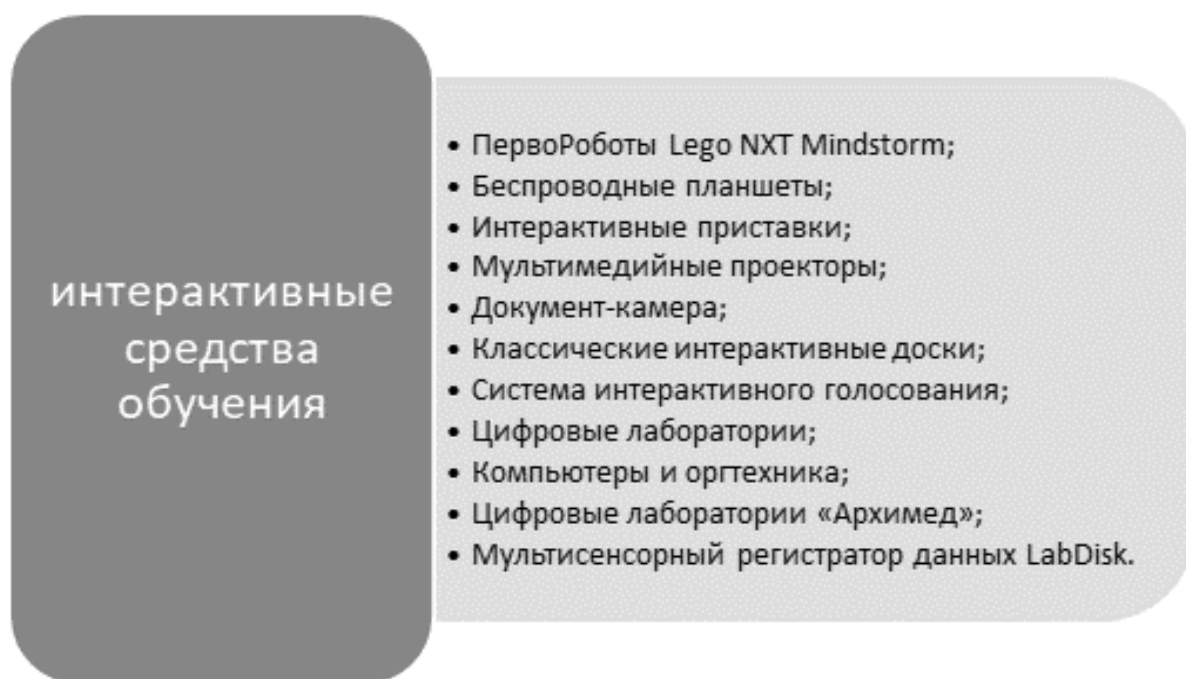 интерактивные
средства
обучения
• ПервоРоботы Lego NXT Mindstorm;
• Беспроводные планшеты;
• Интерактивные приставки;
• Мультимедийные проекторы;
• Документ-камера;
• Классические интерактивные доски;
• Система интерактивного голосования;
• Цифровые лаборатории;
• Компьютеры и оргтехника;
• Цифровые лаборатории «Архимед»;
• Мультисенсорный регистратор данных LabDisk.